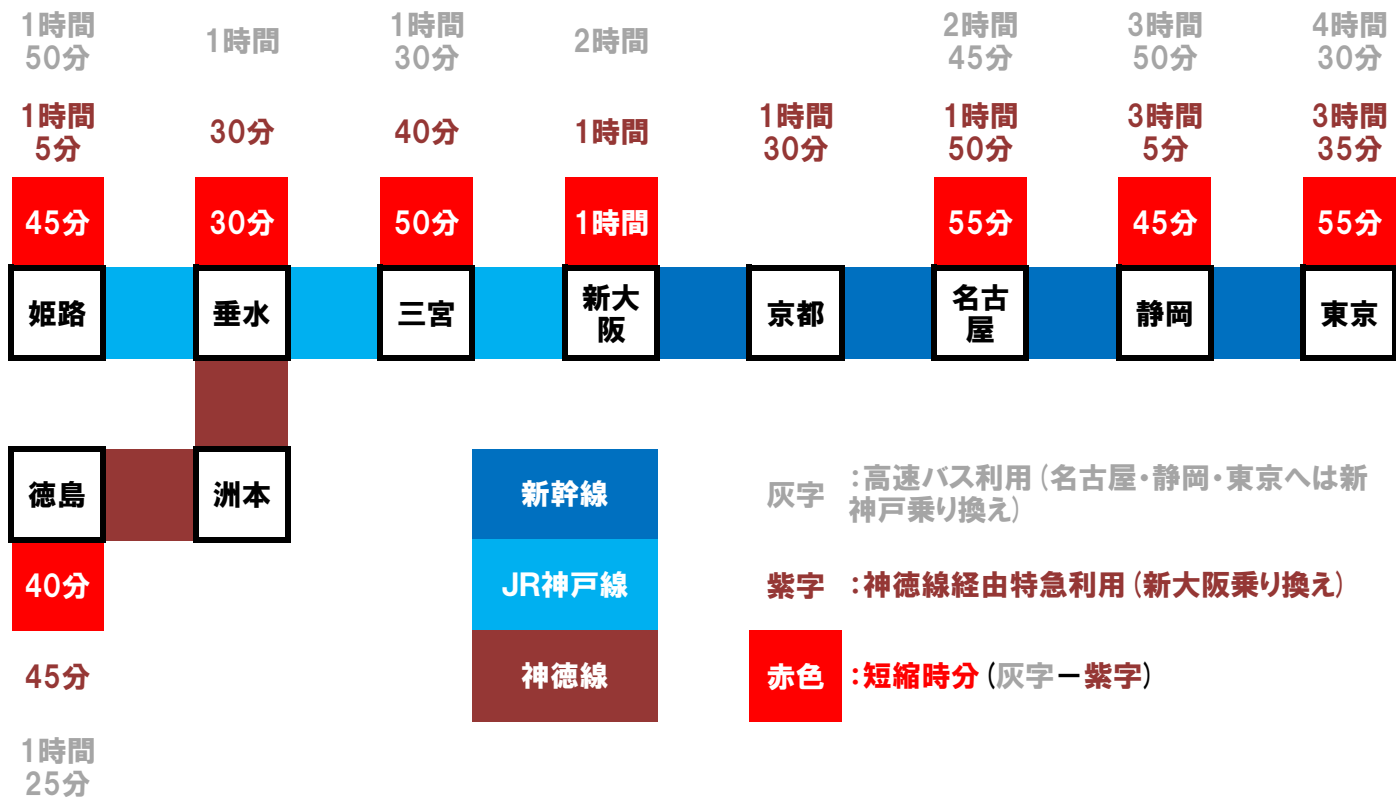 1時間
50分
1時間
1時間
30分
2時間
2時間
45分
3時間
50分
4時間
30分
1時間
5分
30分
40分
1時間
1時間
30分
1時間
50分
3時間
5分
3時間
35分
45分
30分
50分
1時間
55分
45分
55分
姫路
垂水
三宮
新大
阪
京都
名古
屋
静岡
東京
徳島
洲本
新幹線
灰字
:高速バス利用(名古屋・静岡・東京へは新
神戸乗り換え)
40分
JR神戸線
紫字
:神徳線経由特急利用(新大阪乗り換え)
45分
神徳線
赤色
:短縮時分(灰字ー紫字)
1時間
25分